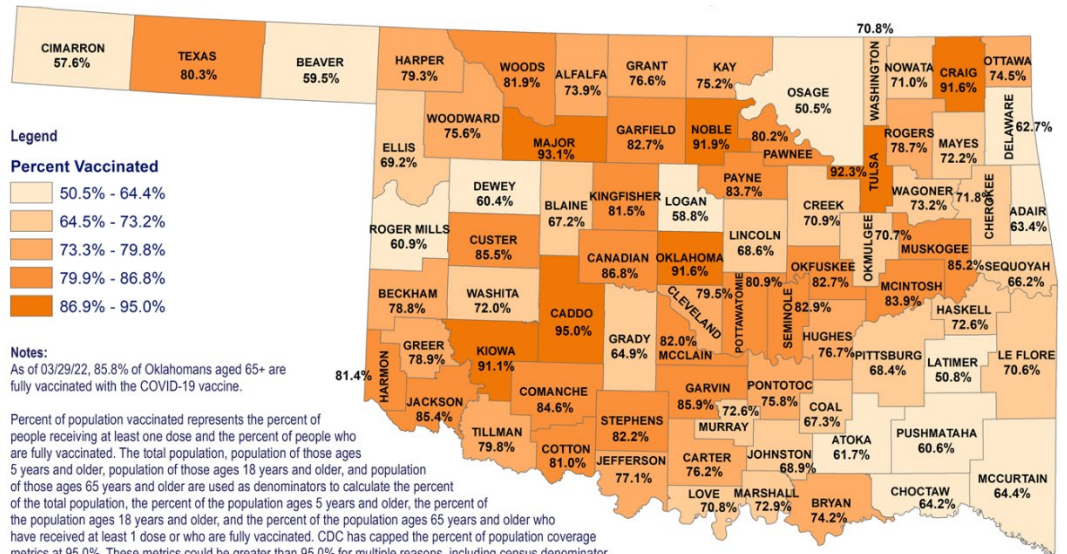 70.8%
CIMARRON
57.6%
TEXAS
80.3%
BEAVER
59.5%
HARPER
79.3%
WOODS
81.9%
ALFALFA
73.9%
GRANT
76.6%
KAY
75.2%
OSAGE
50.5%
WASHINGTON
NOWATA
71.0%
CRAIG
91.6%
OTTAWA
74.5%
DELAWARE
62.7%
WOODWARD
75.6%
MAJOR
93.1%
GARFIELD
82.7%
NOBLE
91.9%
80.2%
PAWNEE
92.3%
TULSA
ROGERS
78.7%
MAYES
72.2%
ELLIS
69.2%
Legend
Percent Vaccinated
50.5% - 64.4%
64.5% - 73.2%
73.3% - 79.8%
79.9% - 86.8%
86.9% - 95.0%
DEWEY
60.4%
BLAINE
67.2%
KINGFISHER
81.5%
LOGAN
58.8%
PAYNE
83.7%
CREEK
70.9%
WAGONER
73.2%
71.8%
CHEROKEE
ADAIR
63.4%
ROGER MILLS
60.9%
CUSTER
85.5%
CANADIAN
86.8%
OKLAHOMA
91.6%
LINCOLN
68.6%
OKFUSKEE
82.7%
OKMULGEE
70.7%
MUSKOGEE
85.2%
SEQUOYAH
66.2%
BECKHAM
78.8%
WASHITA
72.0%
CADDO
95.0%
GRADY
64.9%
79.5%
CLEVELAND
80.9%
POTTAWATOMIE
SEMINOLE
82.9%
MCINTOSH
83.9%
HASKELL
72.6%
HUGHES
76.7%
PITTSBURG
68.4%
LATIMER
50.8%
LE FLORE
70.6%
Notes:
As of 03/29/22, 85.8% of Oklahomans aged 65+ are
fully vaccinated with the COVID-19 vaccine.
81.4%
HARMON
GREER
78.9%
KIOWA
91.1%
82.0%
MCCLAIN
JACKSON
85.4%
COMANCHE
84.6%
GARVIN
85.9%
PONTOTOC
75.8%
COAL
67.3%
TILLMAN
79.8%
COTTON
81.0%
STEPHENS
82.2%
72.6%
MURRAY
JEFFERSON
77.1%
CARTER
76.2%
JOHNSTON
68.9%
ATOKA
61.7%
PUSHMATAHA
60.6%
MCCURTAIN
64.4%
LOVE
70.8%
MARSHALL
72.9%
BRYAN
74.2%
CHOCTAW
64.2%
Percent of population vaccinated represents the percent of
people receiving at least one dose and the percent of people who
are fully vaccinated. The total population, population of those ages
5 years and older, population of those ages 18 years and older, and population
of those ages 65 years and older are used as denominators to calculate the percent
of the total population, the percent of the population ages 5 years and older, the percent of
the population ages 18 years and older, and the percent of the population ages 65 years and older who
have received at least 1 dose or who are fully vaccinated. CDC has capped the percent of population coverage
metrics at 95.0%. These metrics could be greater than 95.0% for multiple reasons, including census denominator